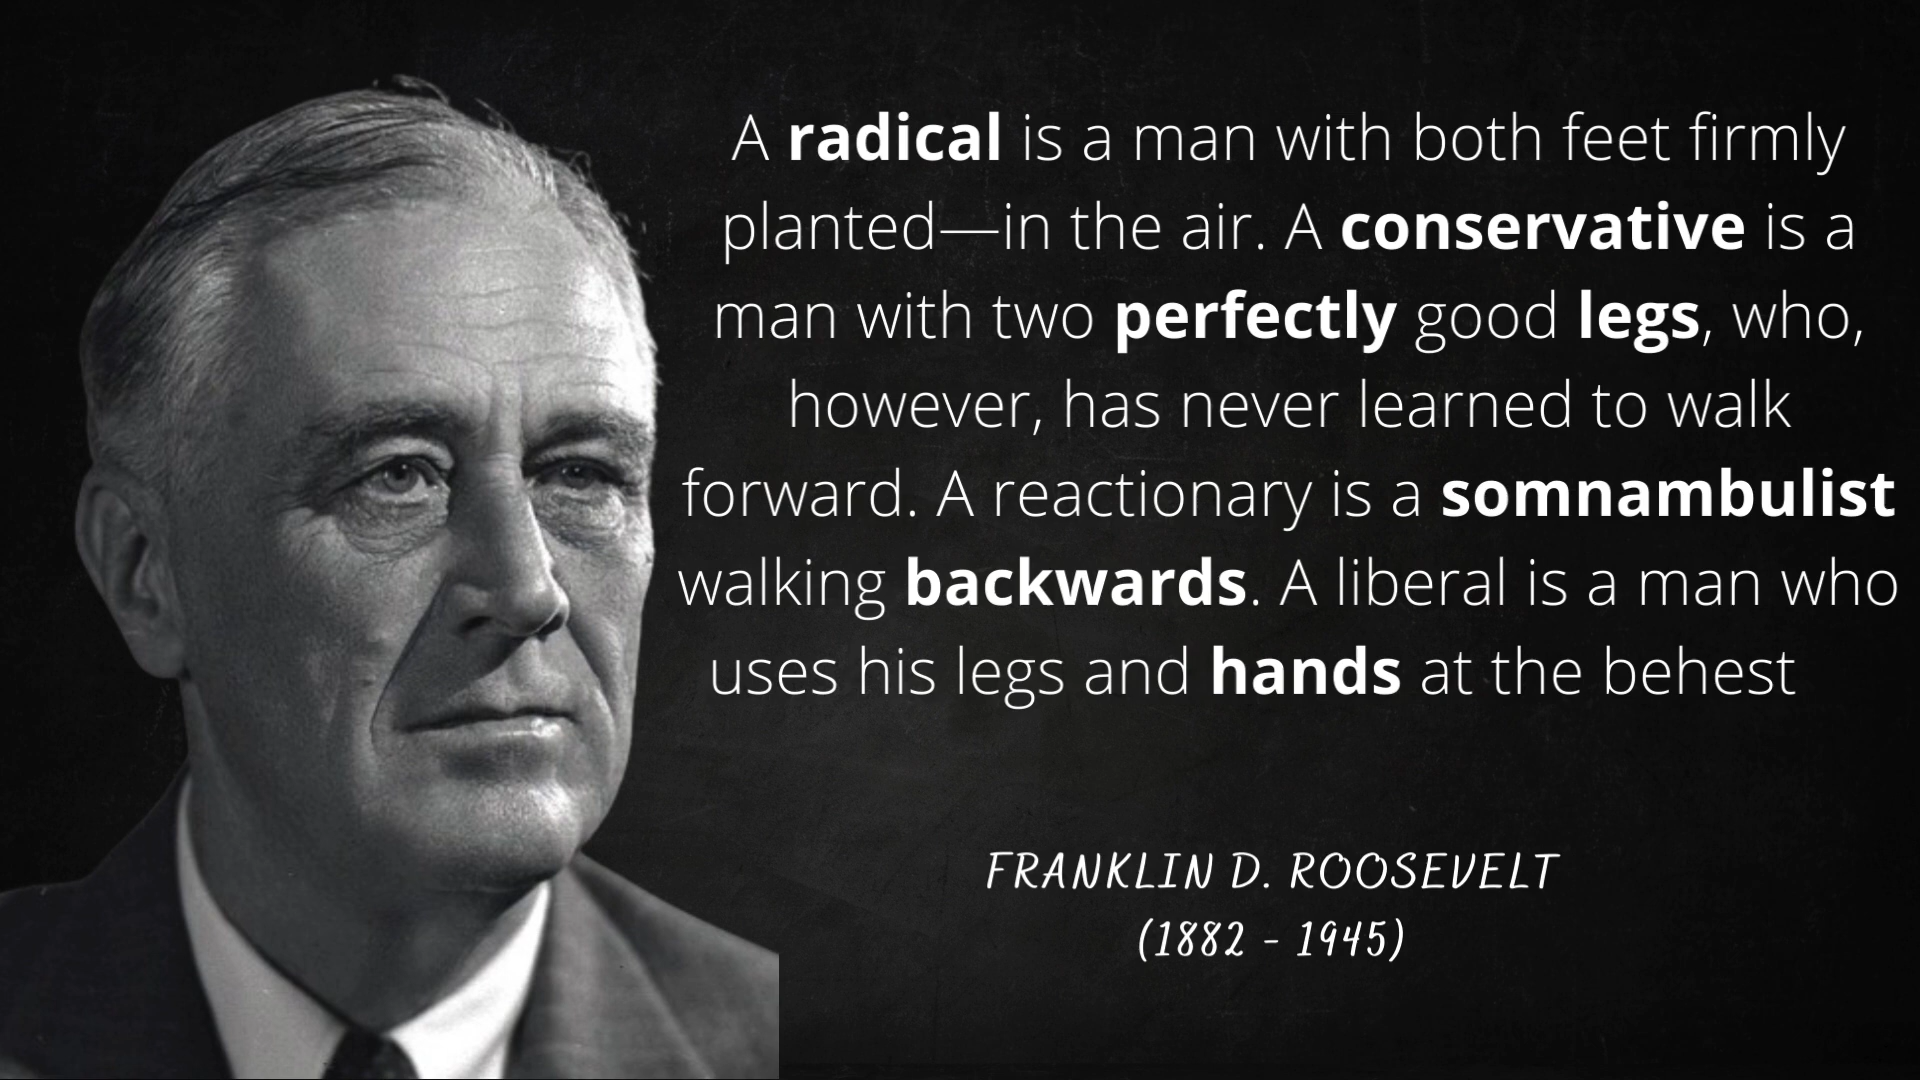 A radical is a man with both feet firmly
planted—in the air. A conservative is a
man with two perfectly good legs, who,
however, has never learned to walk
forward. A reactionary is a somnambulist
walking backwards. A liberal is a man who
uses his legs and hands at the behest
FRANKLIN D. ROOSEVELT
(1882 - 1945)